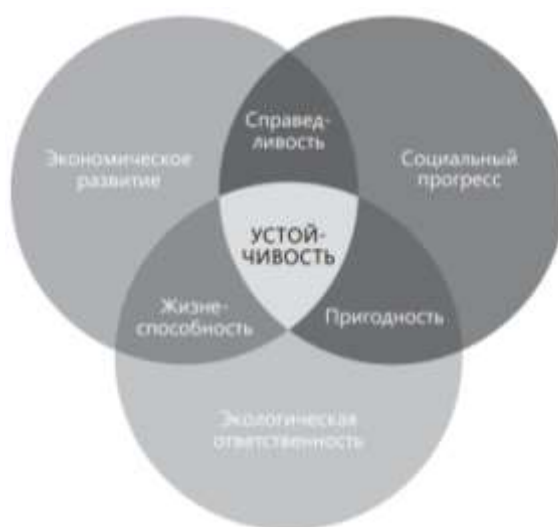 Справед-
ливость
Экономическое
развитие
Социальный
прогресс
УСТОЙ-
ЧИВОСТЬ
Жизне-
способность
Пригодность
Экологическая
ответственность